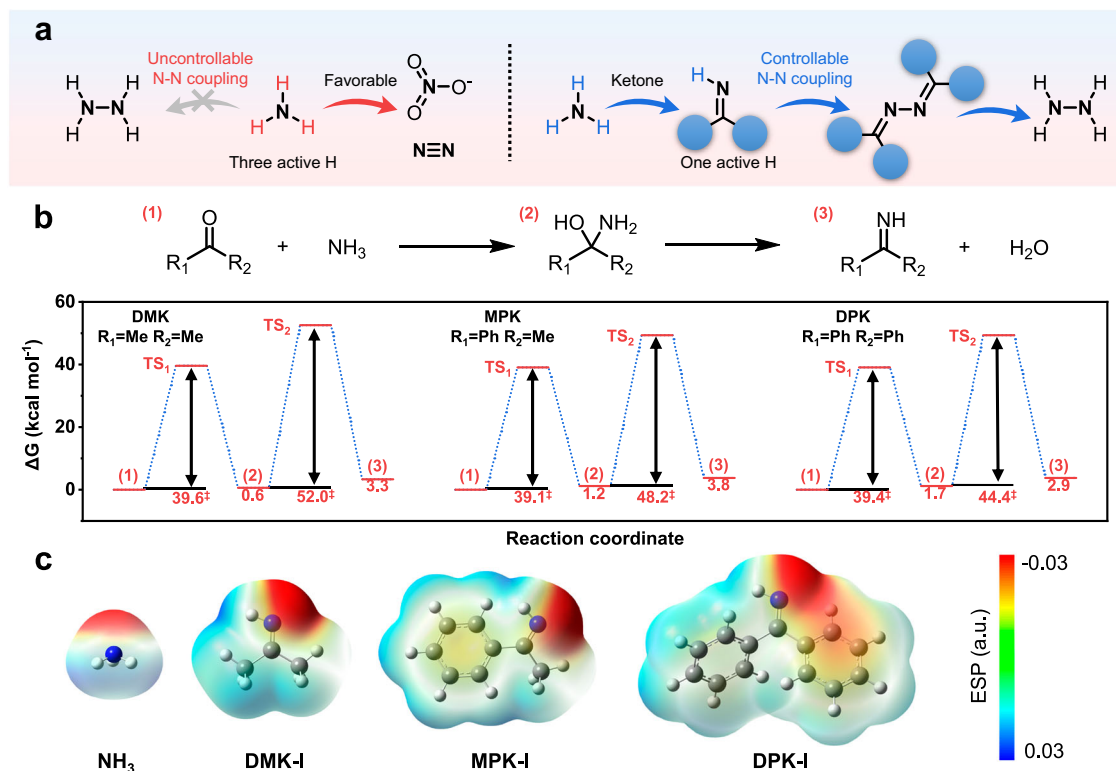 a
Uncontrollable
N-N coupling
Favorable
Three active H
H
H
N-N
H
H
H
N
H
H
N
O
O
O-
N≡N
Ketone
Controllable
N-N coupling
One active H
H
N
H
H
H
N
N
N
H
H
N-N
H
H
b
(1)
O
R1
R2
+
NH3
(2)
HO
NH2
R1
R2
(3)
NH
R1
R2
+
H2O
60
40
20
0
ΔG (kcal mol-1)
DMK
R1=Me R2=Me
TS1
TS2
(1)
(2)
(3)
39.6‡
0.6
52.0‡
3.3
MPK
R1=Ph R2=Me
TS1
TS2
(1)
(2)
(3)
39.1‡
1.2
48.2‡
3.8
DPK
R1=Ph R2=Ph
TS1
TS2
(1)
(2)
(3)
39.4‡
1.7
44.4‡
2.9
Reaction coordinate
c
NH3
DMK-I
MPK-I
DPK-I
-0.03
ESP (a.u.)
0.03